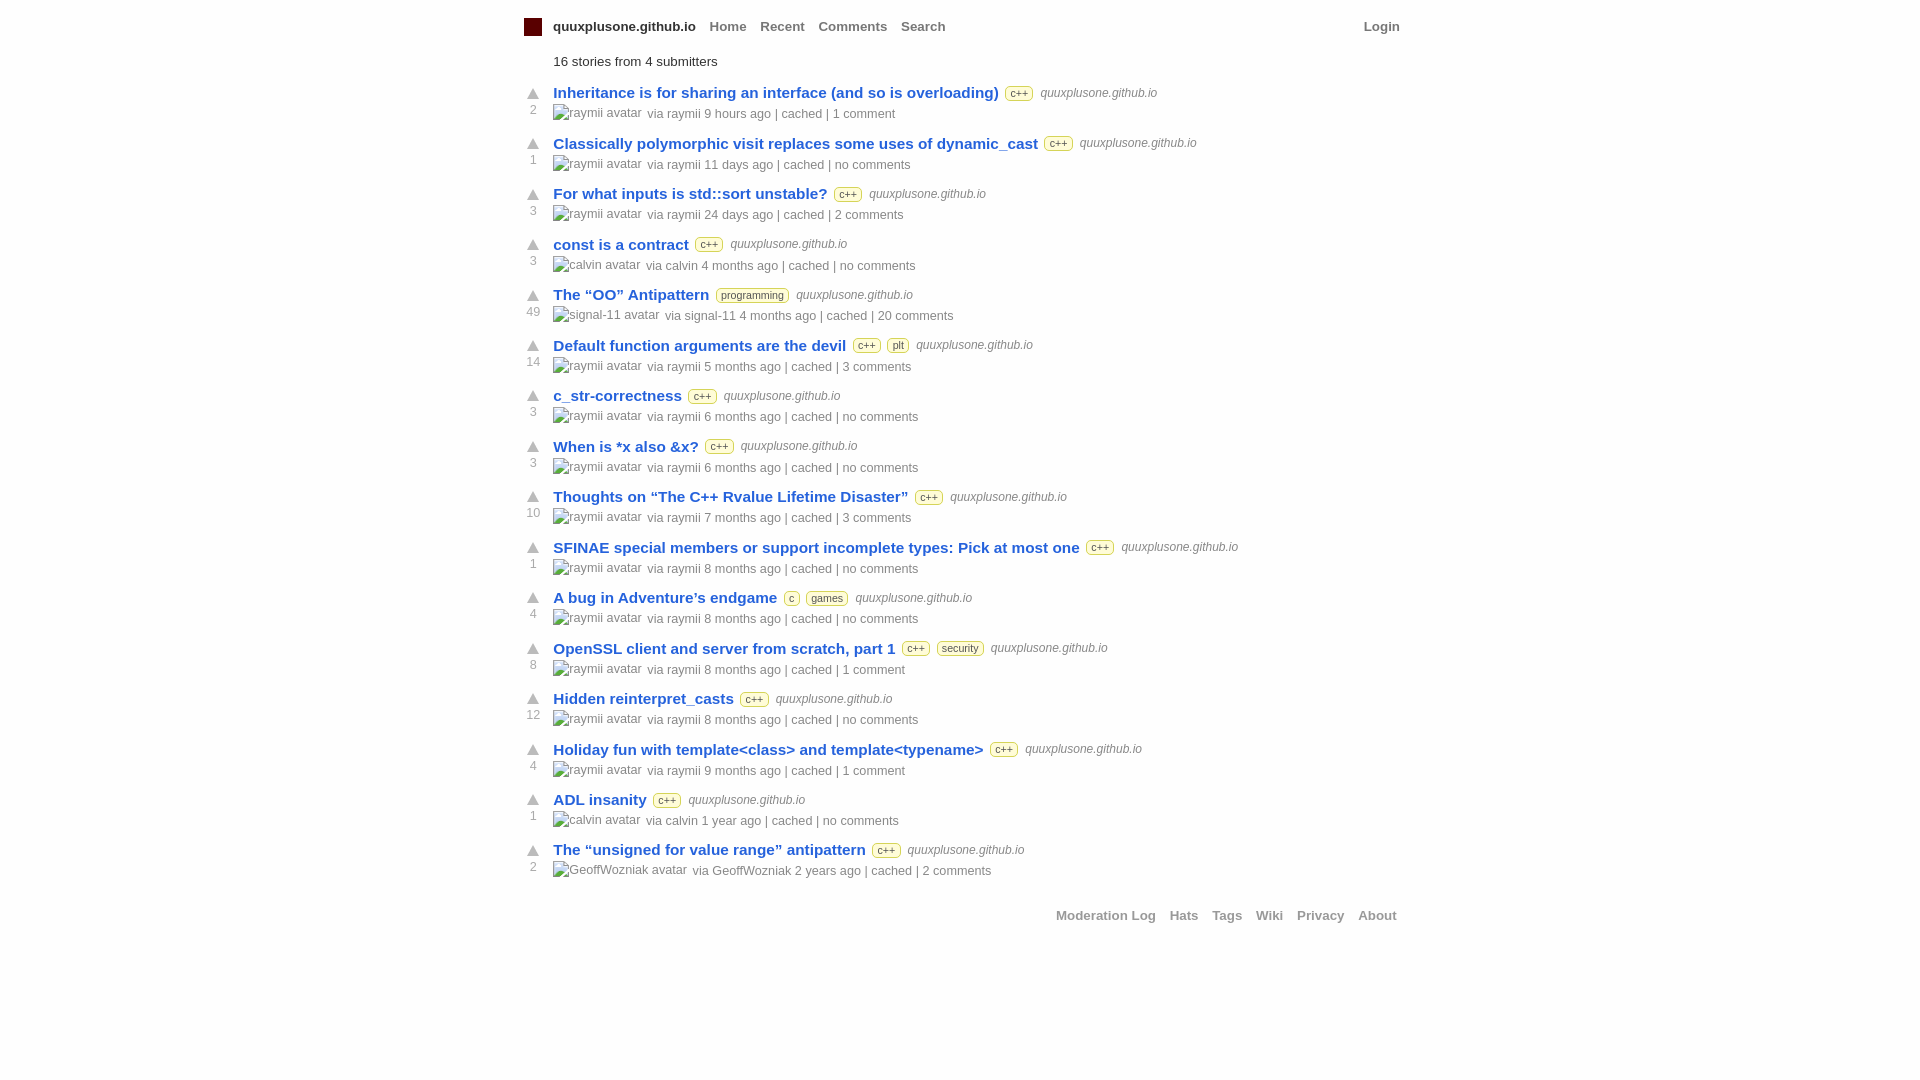 quuxplusone.github.io Home Recent Comments Search Login
16 stories from 4 submitters
Inheritance is for sharing an interface (and so is overloading) c++ quuxplusone.github.io
2 raymii avatar via raymii 9 hours ago | cached | 1 comment
Classically polymorphic visit replaces some uses of dynamic_cast c++ quuxplusone.github.io
1 raymii avatar via raymii 11 days ago | cached | no comments
For what inputs is std::sort unstable? c++ quuxplusone.github.io
3 raymii avatar via raymii 24 days ago | cached | 2 comments
const is a contract c++ quuxplusone.github.io
3 calvin avatar via calvin 4 months ago | cached | no comments
The “OO” Antipattern programming quuxplusone.github.io
49 signal-11 avatar via signal-11 4 months ago | cached | 20 comments
Default function arguments are the devil c++ plt quuxplusone.github.io
14 raymii avatar via raymii 5 months ago | cached | 3 comments
c_str-correctness c++ quuxplusone.github.io
3 raymii avatar via raymii 6 months ago | cached | no comments
When is *x also &x? c++ quuxplusone.github.io
3 raymii avatar via raymii 6 months ago | cached | no comments
Thoughts on “The C++ Rvalue Lifetime Disaster” c++ quuxplusone.github.io
10 raymii avatar via raymii 7 months ago | cached | 3 comments
SFINAE special members or support incomplete types: Pick at most one c++ quuxplusone.github.io
1 raymii avatar via raymii 8 months ago | cached | no comments
A bug in Adventure’s endgame c games quuxplusone.github.io
4 raymii avatar via raymii 8 months ago | cached | no comments
OpenSSL client and server from scratch, part 1 c++ security quuxplusone.github.io
8 raymii avatar via raymii 8 months ago | cached | 1 comment
Hidden reinterpret_casts c++ quuxplusone.github.io
12 raymii avatar via raymii 8 months ago | cached | no comments
Holiday fun with template<class> and template<typename> c++ quuxplusone.github.io
4 raymii avatar via raymii 9 months ago | cached | 1 comment
ADL insanity c++ quuxplusone.github.io
1 calvin avatar via calvin 1 year ago | cached | no comments
The “unsigned for value range” antipattern c++ quuxplusone.github.io
2 GeoffWozniak avatar via GeoffWozniak 2 years ago | cached | 2 comments
Moderation Log Hats Tags Wiki Privacy About